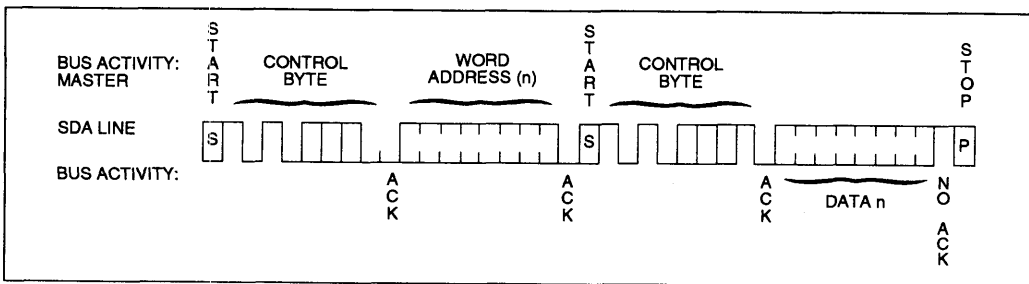 START
START
STOP
BUS ACTIVITY:
MASTER
CONTROL
BYTE
WORD
ADDRESS (n)
CONTROL
BYTE
SDA LINE
S
S
P
BUS ACTIVITY:
ACK
ACK
ACK
DATA n
NO ACK